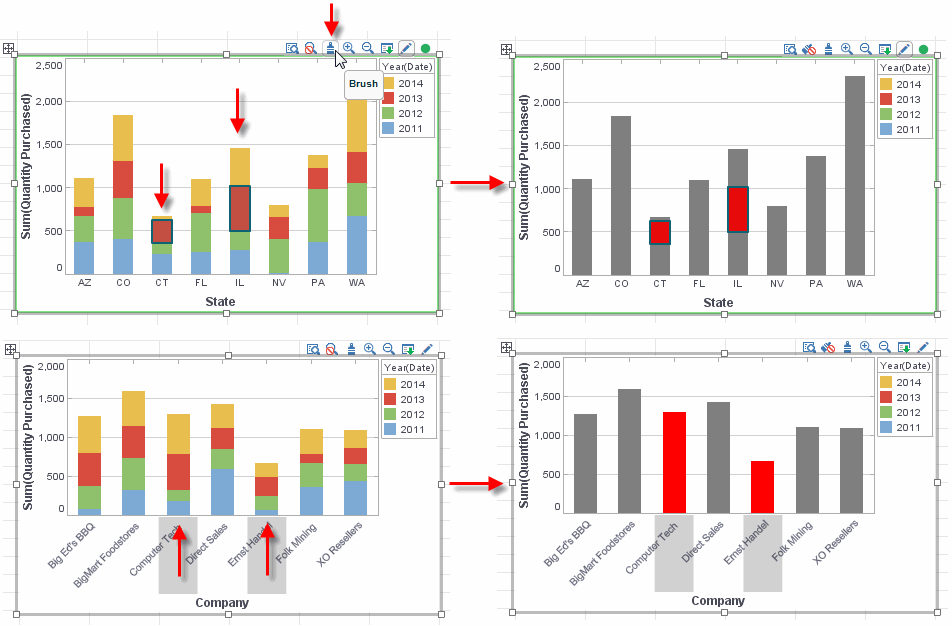 Brush
Sum(Quantity Purchased)
2,500
2,000
1,500
1,000
500
0
AZ CO CT FL IL NV PA WA
State
Year(Date)
2014
2013
2012
2011
Sum(Quantity Purchased)
2,500
2,000
1,500
1,000
500
0
AZ CO CT FL IL NV PA WA
State
Year(Date)
2014
2013
2012
2011
Sum(Quantity Purchased)
2,000
1,500
1,000
500
0
Big Ed's BBQ
BigMart Foodstores
Computer Tech
Direct Sales
Ernst Handel
Folk Mining
XO Resellers
Company
Year(Date)
2014
2013
2012
2011
Sum(Quantity Purchased)
2,000
1,500
1,000
500
0
Big Ed's BBQ
BigMart Foodstores
Computer Tech
Direct Sales
Ernst Handel
Folk Mining
XO Resellers
Company
Year(Date)
2014
2013
2012
2011